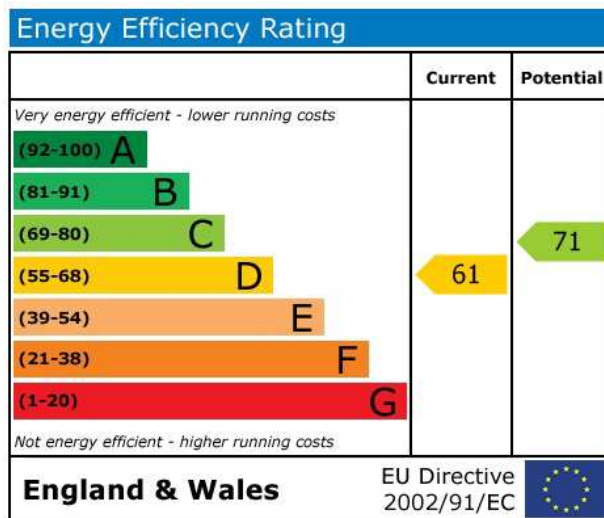 Energy Efficiency Rating
Current Potential
Very energy efficient - lower running costs
(92-100) A
(81-91) B
(69-80) C
71
(55-68) D
61
(39-54) E
(21-38) F
(1-20) G
Not energy efficient - higher running costs
England & Wales
EU Directive
2002/91/EC